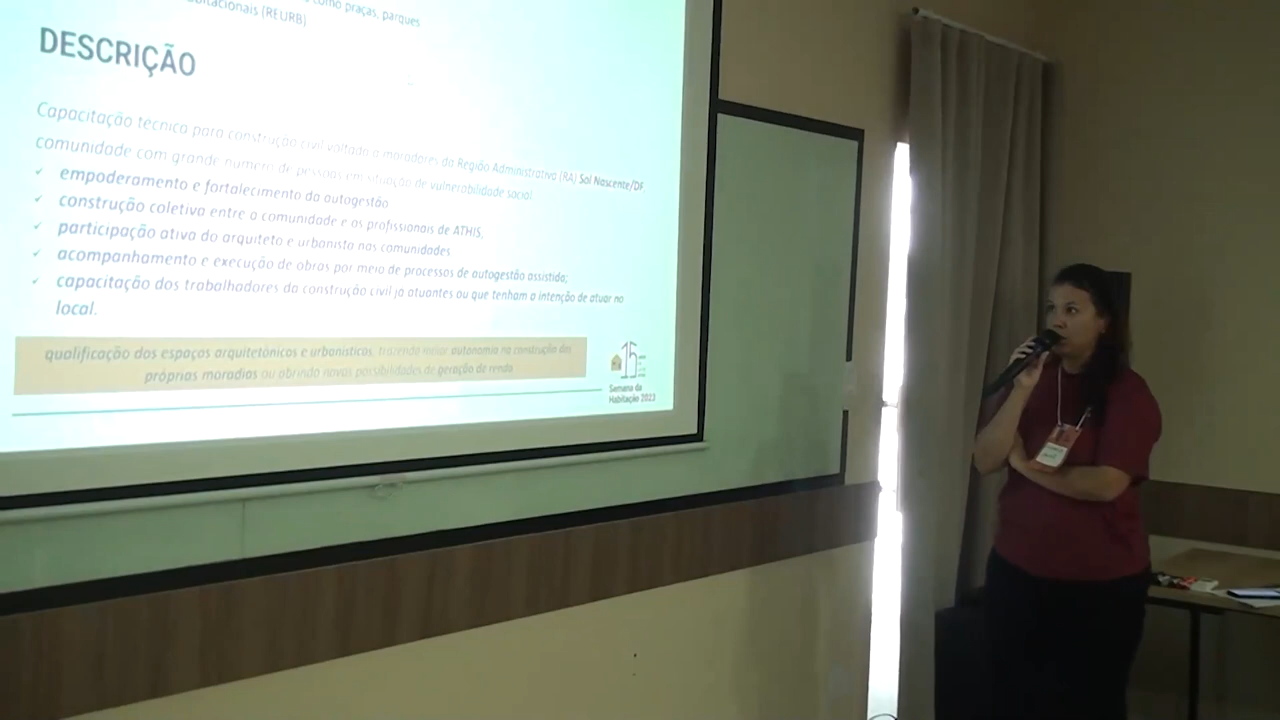 como praças, parques
(REURB)
DESCRIÇÃO
Capacitação técnica para construção civil voltada a moradores da Região Administrativa (RA) Sol Nascente/DF,
comunidade com grande número de pessoas em situação de vulnerabilidade social
✓ empoderamento e fortalecimento da autogestão
✓ construção coletiva entre a comunidade e os profissionais de ATHIS;
✓ participação ativa do arquiteto e urbanista nas comunidades
✓ acompanhamento e execução de obras por meio de processos de autogestão assistida;
✓ capacitação dos trabalhadores da construção civil já atuantes ou que tenham a intenção de atuar no
local.
qualificação dos espaços arquitetônicos e urbanísticos, trazendo maior autonomia na construção das
próprias moradias ou abrindo novas possibilidades de geração de renda
15
Semana da
Habitação 2023